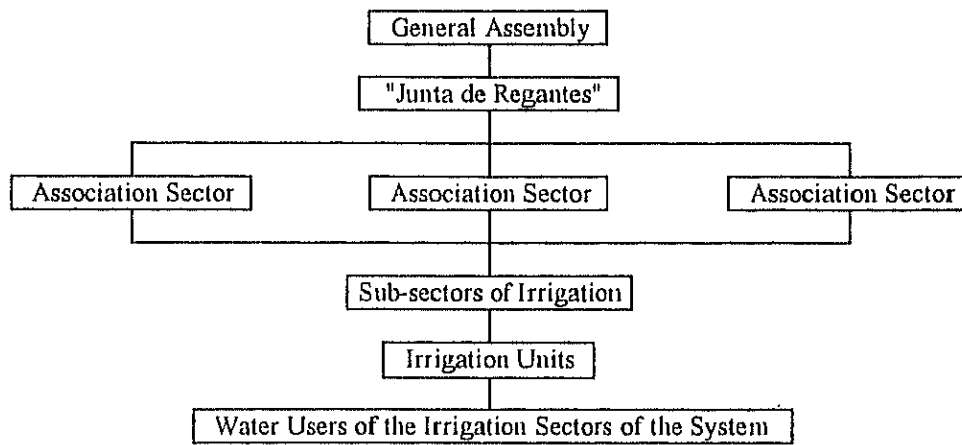 General Assembly
"Junta de Regantes"
Association Sector
Association Sector
Association Sector
Sub-sectors of Irrigation
Irrigation Units
Water Users of the Irrigation Sectors of the System